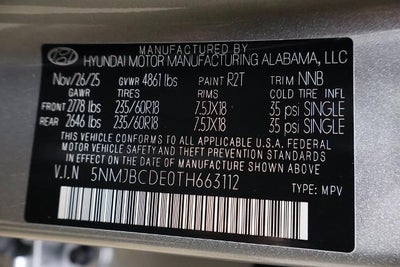 MANUFACTURED BY
HYUNDAI MOTOR MANUFACTURING ALABAMA, LLC
Nov/26/25 GVWR 4861 lbs PAINT R2T TRIM NNB
GAWR TIRES RIMS COLD TIRE INFL
FRONT 2778 lbs 235/60R18 7.5JX18 35 psi SINGLE
REAR 2646 lbs 235/60R18 7.5JX18 35 psi SINGLE
THIS VEHICLE CONFORMS TO ALL APPLICABLE U.S.A. FEDERAL
MOTOR VEHICLE SAFETY AND THEFT PREVENTION STANDARDS
IN EFFECT ON THE DATE OF MANUFACTURE SHOWN ABOVE
V.I.N 5NMJBCDE0TH663112
TYPE: MPV